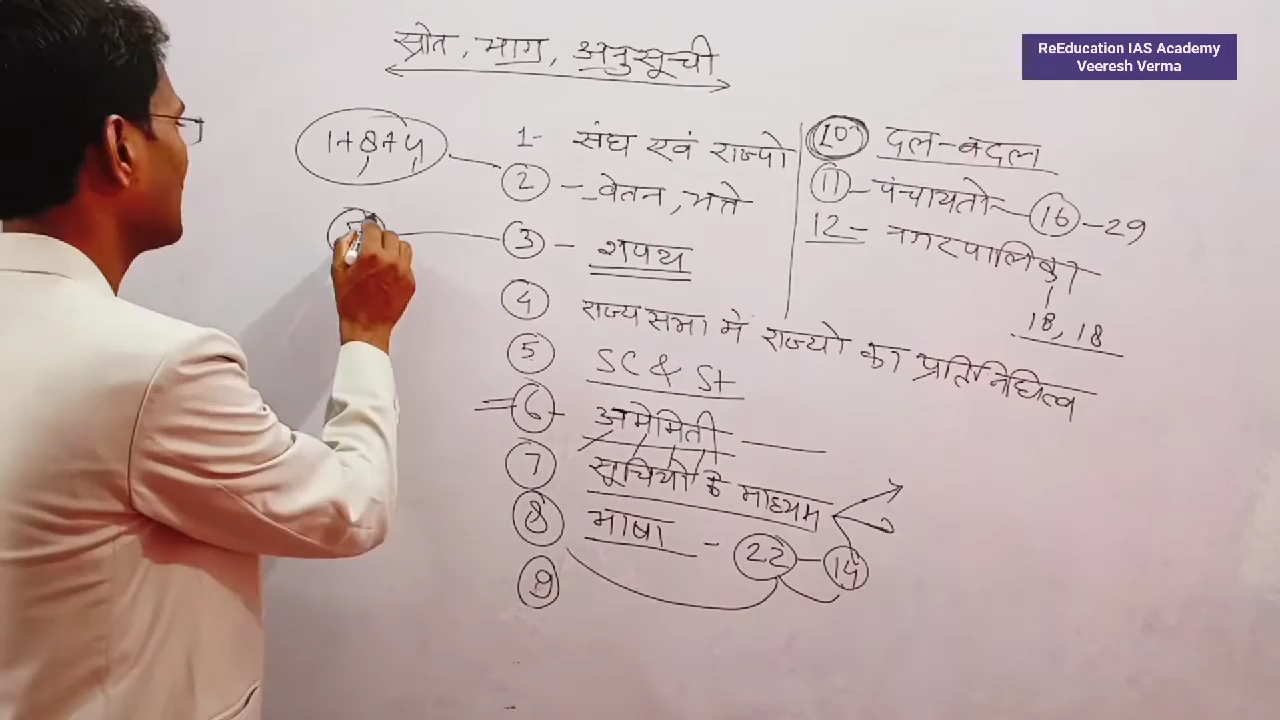 स्रोत, भाग, अनुसूची
ReEducation IAS Academy
Veeresh Verma
1+8+4
1- संघ एवं राज्यो
2 - वेतन, भत्ते
3 - शपथ
4 राज्यसभा में राज्यो का प्रतिनिधित्व
5 SC & ST
6 अमेमिती
7 सूचियो के माध्यम
8 भाषा - 22 - 14
9
10 दल-बदल
11 - पंचायतो - 16 - 29
12 - नगरपालिका
18, 18